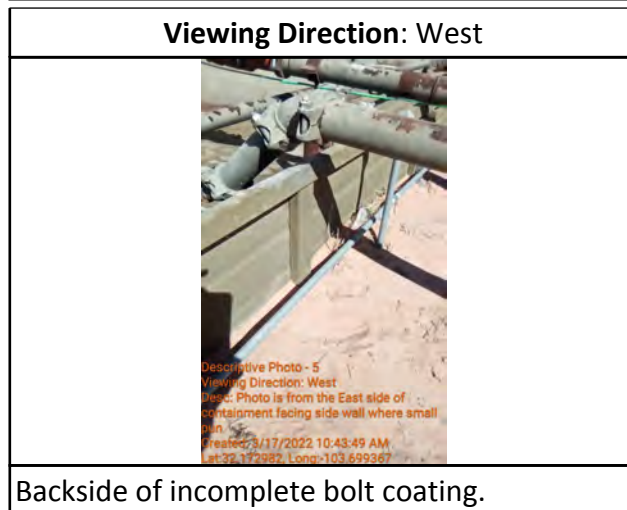 Viewing Direction: West
Descriptive Photo - 5
Viewing Direction: West
Desc: Photo is from the East side of
containment facing side wall where small
pun
Created: 3/17/2022 10:43:49 AM
Lat:32.172982, Long:-103.699367
Backside of incomplete bolt coating.